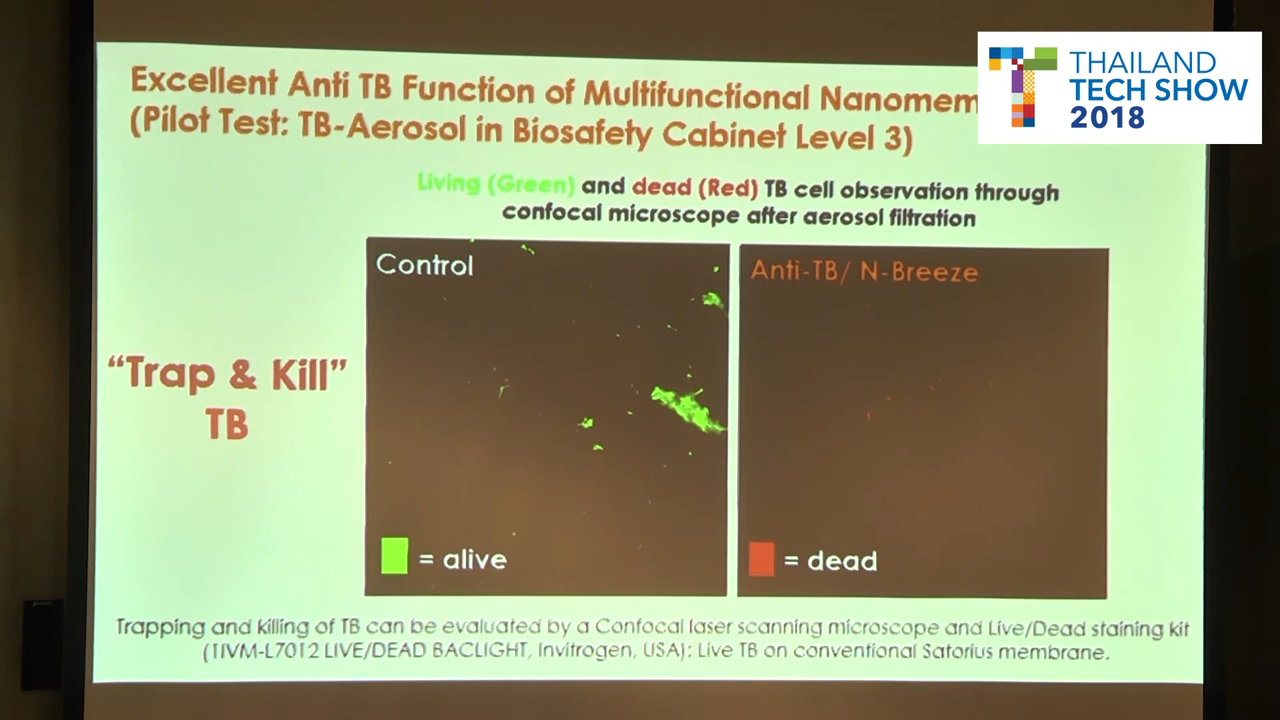 THAILAND
TECH SHOW
2018
Excellent Anti TB Function of Multifunctional Nanomem
(Pilot Test: TB-Aerosol in Biosafety Cabinet Level 3)
Living (Green) and dead (Red) TB cell observation through
confocal microscope after aerosol filtration
Control
Anti-TB/ N-Breeze
"Trap & Kill"
TB
= alive
= dead
Trapping and killing of TB can be evaluated by a Confocal laser scanning microscope and Live/Dead staining kit
LIVE/DEAD BACLIGHT, Invitrogen, USA): Live TB on conventional Satorius membrane.